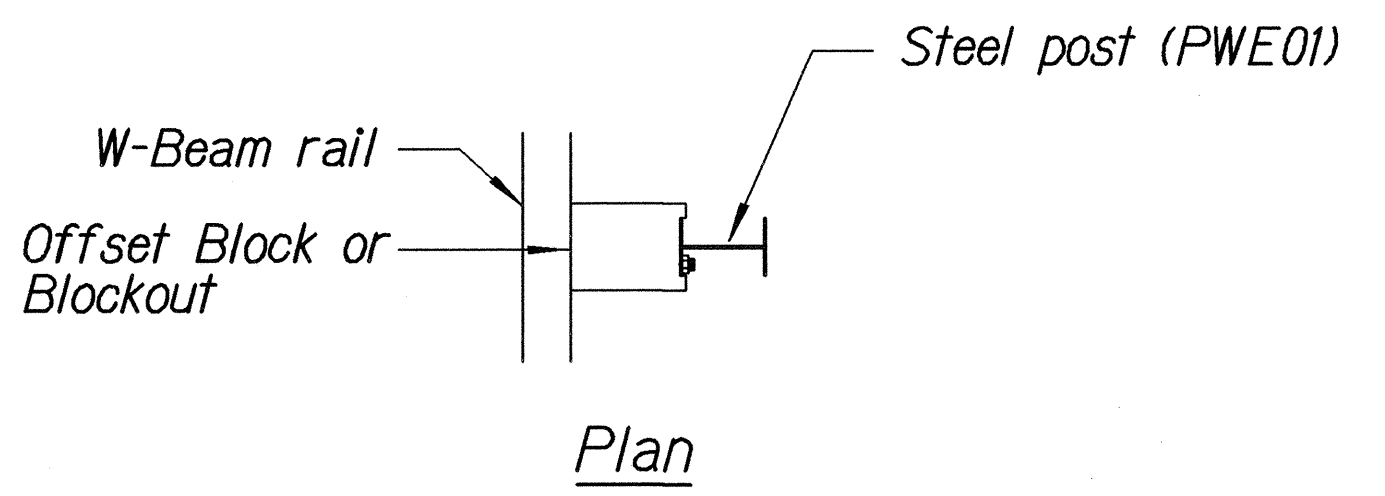 Steel post (PWE01)
W-Beam rail
Offset Block or
Blockout
Plan